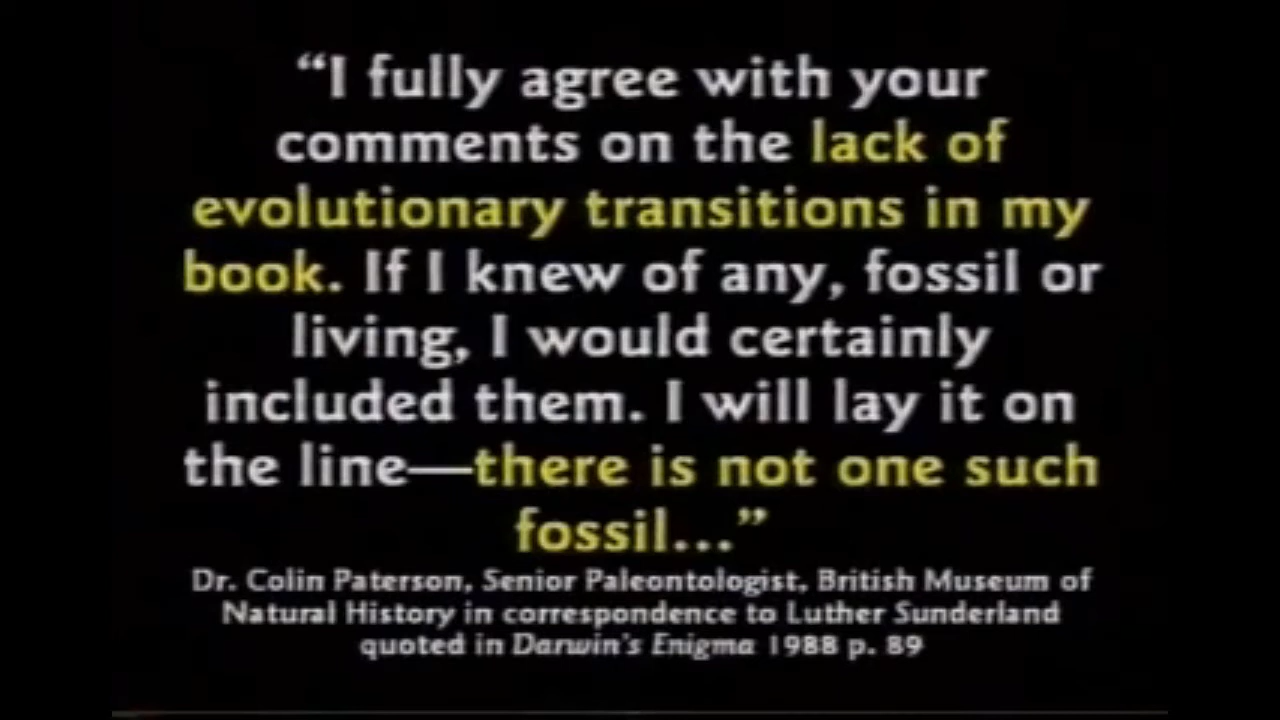 “I fully agree with your
comments on the lack of
evolutionary transitions in my
book. If I knew of any, fossil or
living, I would certainly
included them. I will lay it on
the line—there is not one such
fossil...”
Dr. Colin Paterson, Senior Paleontologist, British Museum of
Natural History in correspondence to Luther Sunderland
quoted in Darwin's Enigma 1988 p. 89